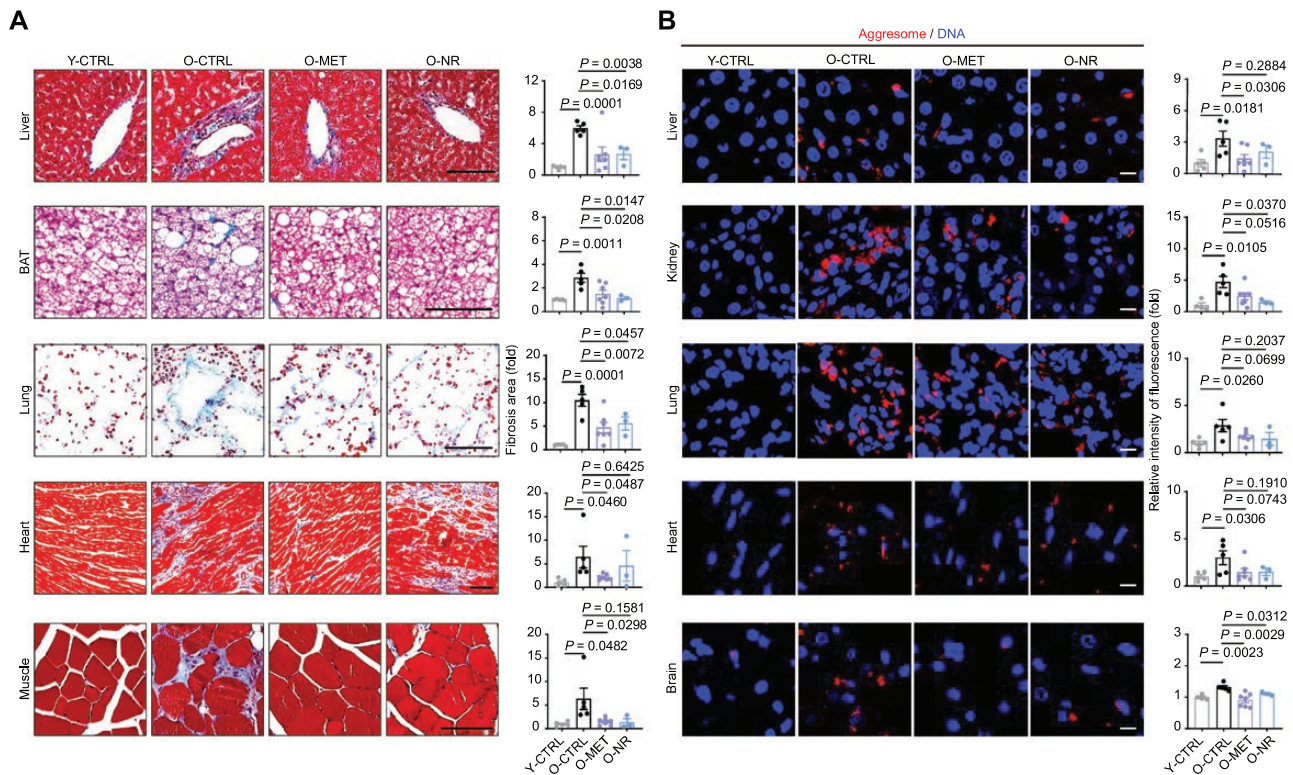 A
Y-CTRL O-CTRL O-MET O-NR
Liver
12
8
4
0
P = 0.0038
P = 0.0169
P = 0.0001
BAT
8
6
4
2
0
P = 0.0147
P = 0.0208
P = 0.0011
Lung
Fibrosis area (fold)
20
15
10
5
0
P = 0.0457
P = 0.0072
P = 0.0001
Heart
20
15
10
5
0
P = 0.6425
P = 0.0487
P = 0.0460
Muscle
20
15
10
5
0
P = 0.1581
P = 0.0298
P = 0.0482
Y-CTRL O-CTRL O-MET O-NR
B
Aggresome / DNA
Y-CTRL O-CTRL O-MET O-NR
Liver
9
6
3
0
P = 0.2884
P = 0.0306
P = 0.0181
Kidney
15
10
5
0
P = 0.0370
P = 0.0516
P = 0.0105
Lung
Relative intensity of fluorescence (fold)
10
5
0
P = 0.2037
P = 0.0699
P = 0.0260
Heart
10
5
0
P = 0.1910
P = 0.0743
P = 0.0306
Brain
3
2
1
0
P = 0.0312
P = 0.0029
P = 0.0023
Y-CTRL O-CTRL O-MET O-NR